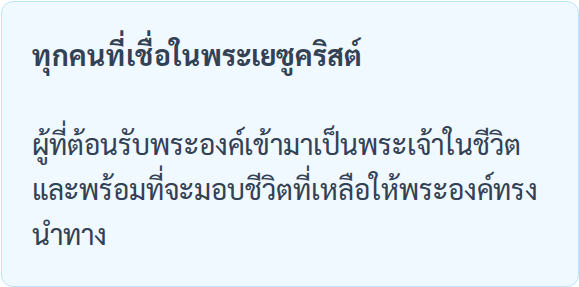 ทุกคนที่เชื่อในพระเยซูคริสต์
ผู้ที่ต้อนรับพระองค์เข้ามาเป็นพระเจ้าในชีวิต
และพร้อมที่จะมอบชีวิตที่เหลือให้พระองค์ทรง
นำทาง